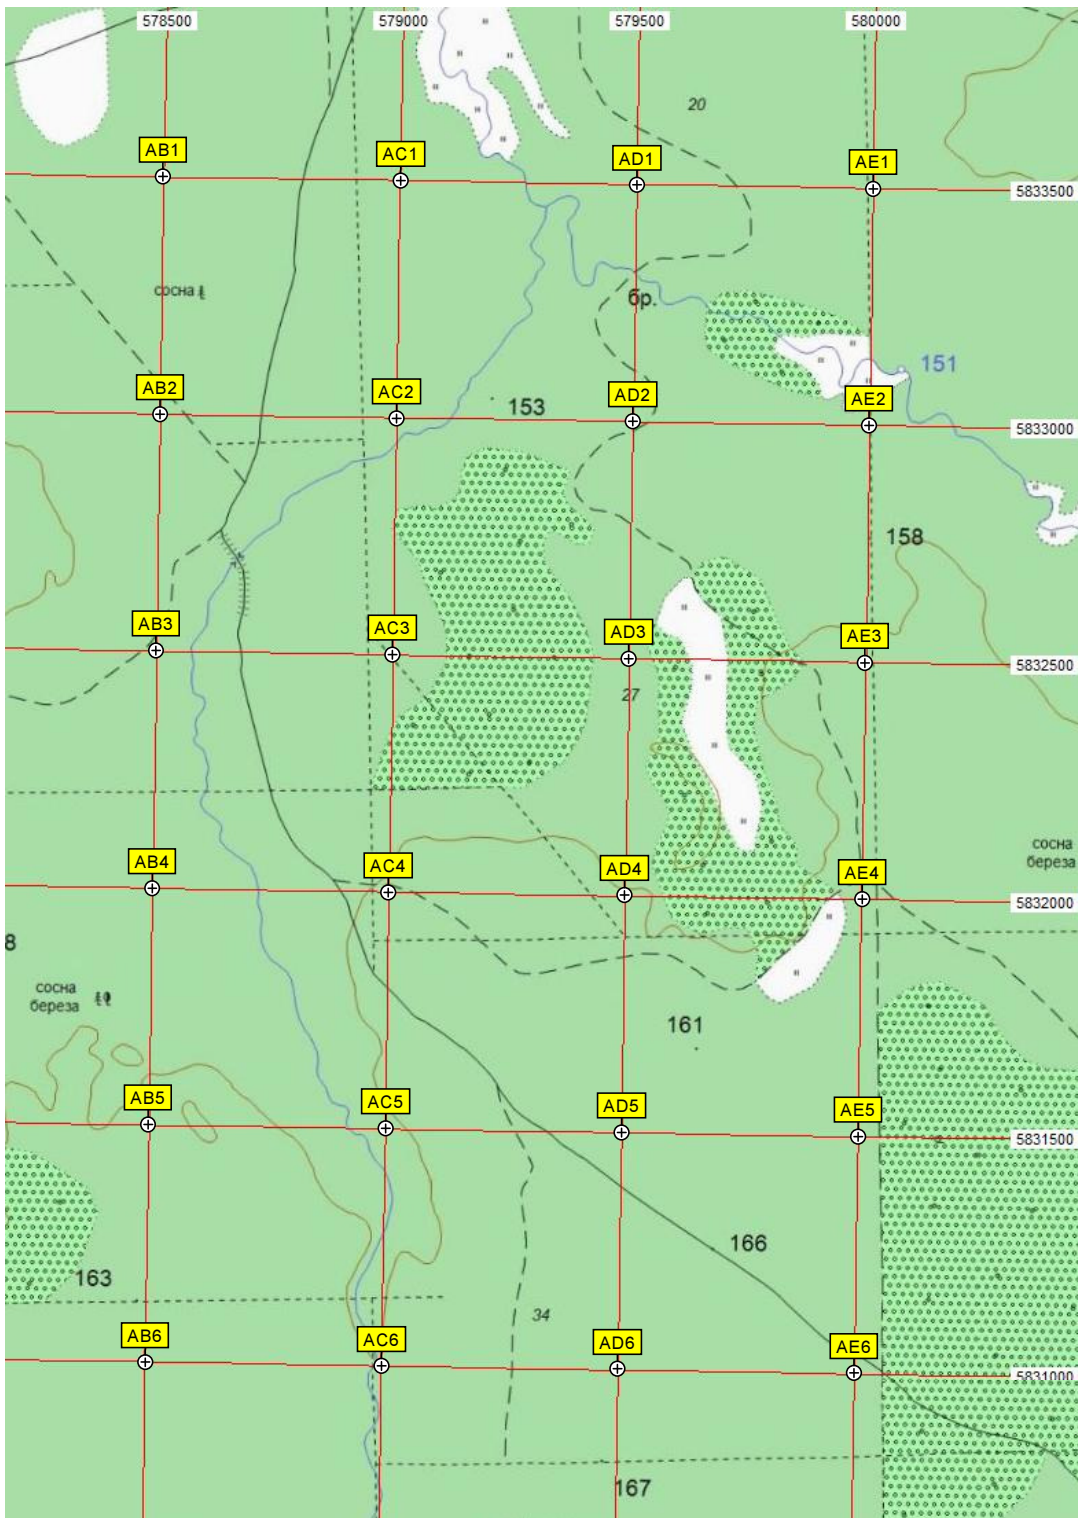 578500 579000 579500 580000
20
AB1 AC1 AD1 AE1
5833500
сосна
бр.
151
AB2 AC2 AD2 AE2
153
5833000
158
AB3 AC3 AD3 AE3
5832500
27
сосна
береза
AB4 AC4 AD4 AE4
5832000
8
сосна
береза
161
AB5 AC5 AD5 AE5
5831500
166
163
34
AB6 AC6 AD6 AE6
5831000
167